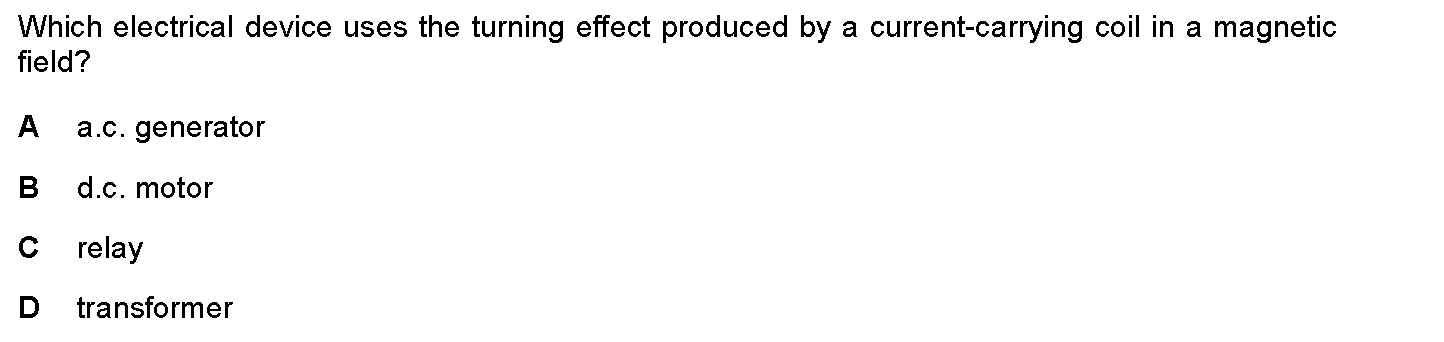 Which electrical device uses the turning effect produced by a current-carrying coil in a magnetic
field?
A a.c. generator
B d.c. motor
C relay
D transformer